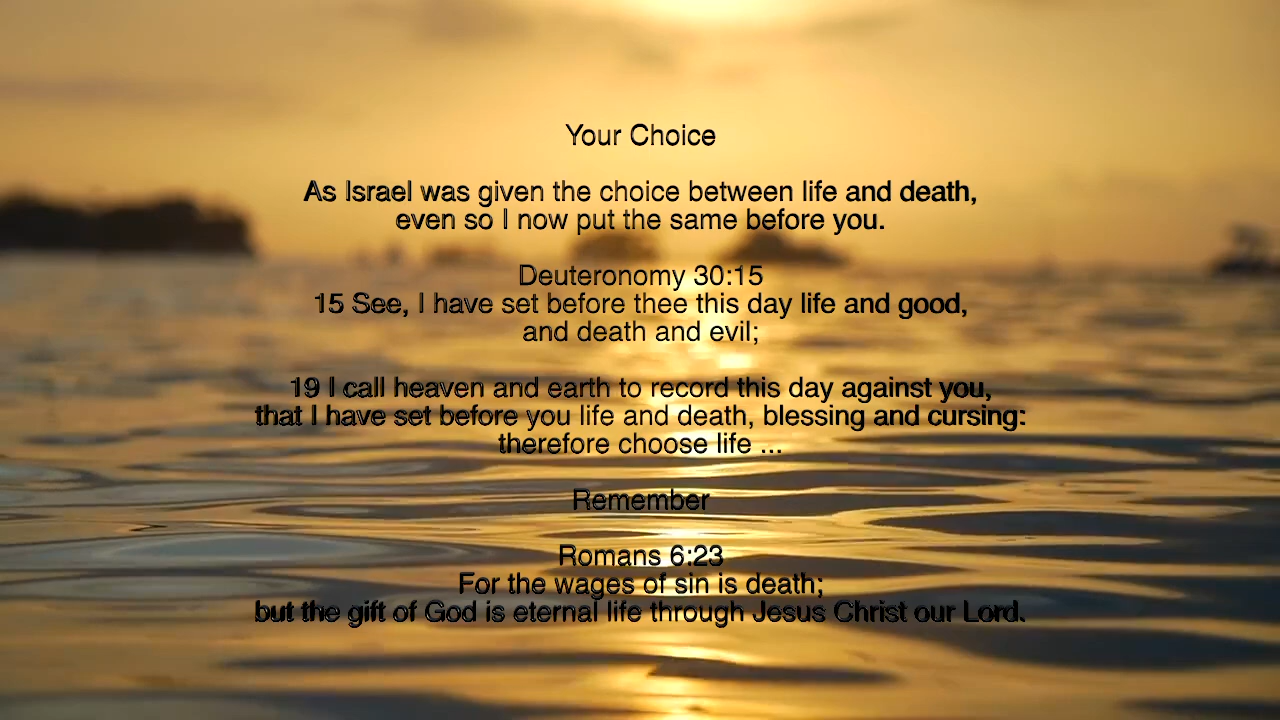 Your Choice
As Israel was given the choice between life and death,
even so I now put the same before you.
Deuteronomy 30:15
15 See, I have set before thee this day life and good,
and death and evil;
19 I call heaven and earth to record this day against you,
that I have set before you life and death, blessing and cursing:
therefore choose life ...
Remember
Romans 6:23
For the wages of sin is death;
but the gift of God is eternal life through Jesus Christ our Lord.